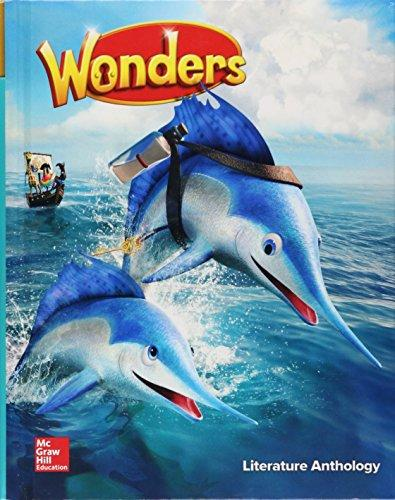 Wonders
Mc
Graw
Hill
Education
Literature Anthology